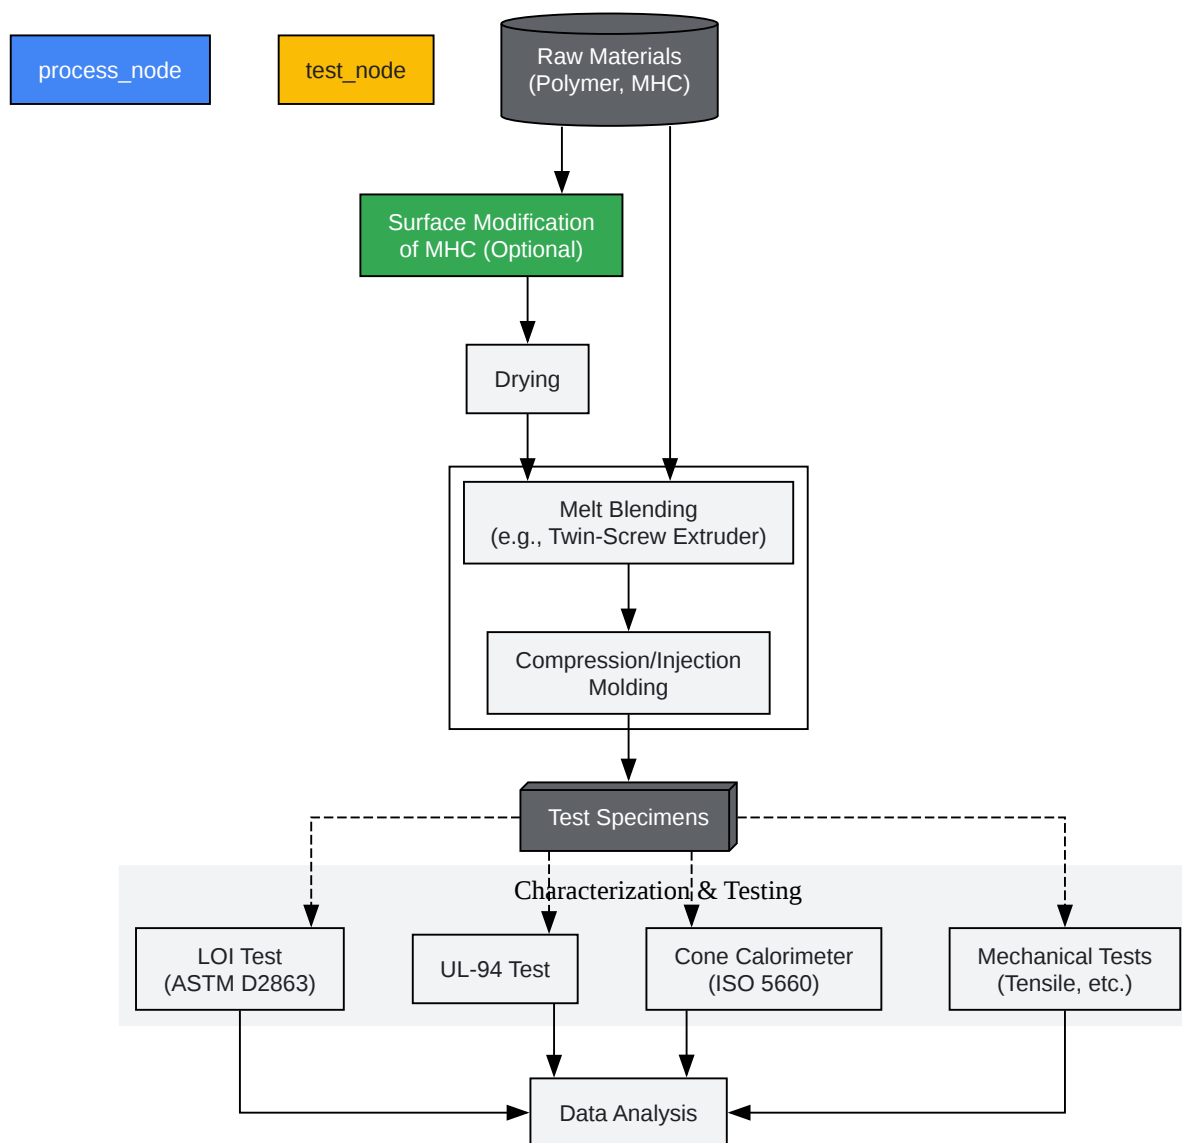 process_node
test_node
Raw Materials
(Polymer, MHC)
Surface Modification
of MHC (Optional)
Drying
Melt Blending
(e.g., Twin-Screw Extruder)
Compression/Injection
Molding
Test Specimens
Characterization & Testing
LOI Test
(ASTM D2863)
UL-94 Test
Cone Calorimeter
(ISO 5660)
Mechanical Tests
(Tensile, etc.)
Data Analysis